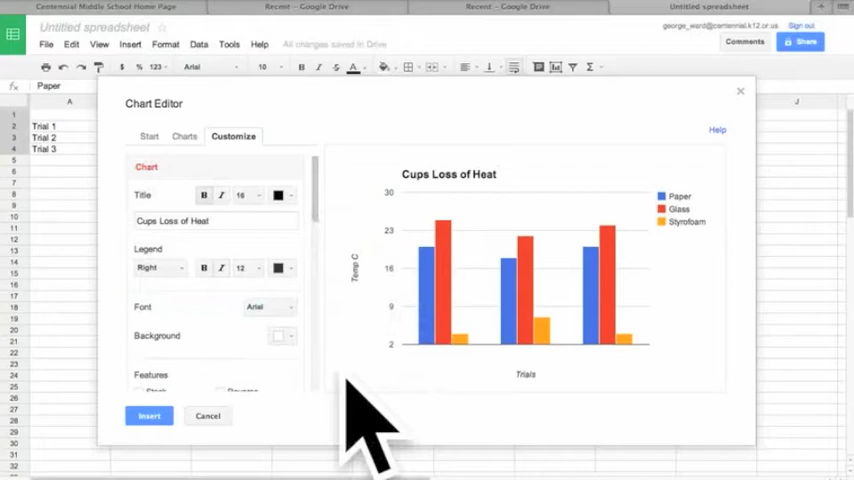 Centennial Middle School Home Page
Recent – Google Drive
Recent – Google Drive
Untitled spreadsheet
Untitled spreadsheet
george_ward@centennial.k12.or.us
Sign out
File Edit View Insert Format Data Tools Help All changes saved in Drive
Comments
Share
$ % 123 Arial 10 B I A Σ
fx Paper
A J
1
2 Trial 1
3 Trial 2
4 Trial 3
5
6
7
8
9
10
11
12
13
14
15
16
17
18
19
20
21
22
23
24
25
26
27
28
29
30
31
32
Chart Editor
Help
Start Charts Customize
Chart
Title B I 16
Cups Loss of Heat
Legend
Right B I 12
Font Arial
Background
Features
Insert Cancel
Cups Loss of Heat
30
23
16
9
2
Temp C
Trials
Paper
Glass
Styrofoam